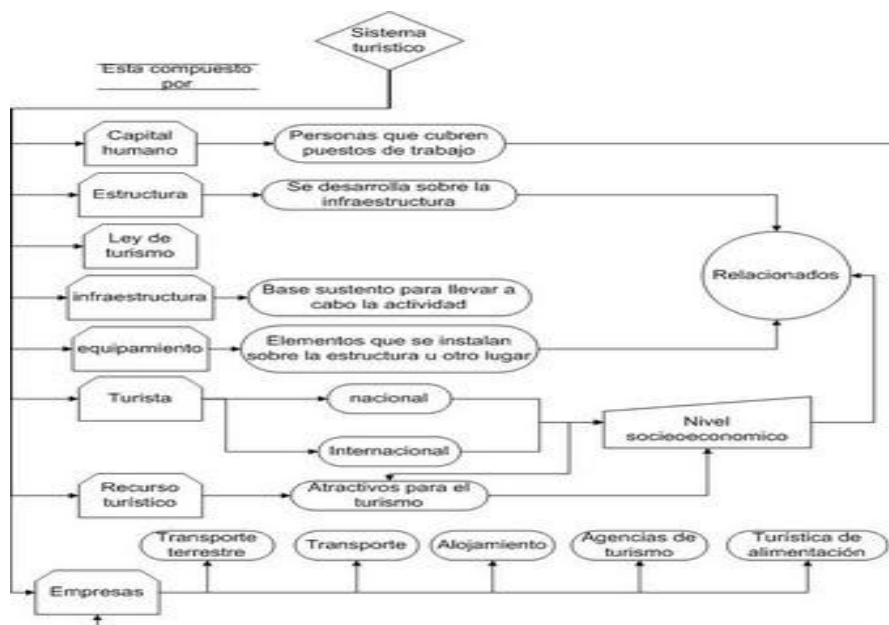 Sistema
turístico
Esta compuesto
por
Capital
humano
Personas que cubren
puestos de trabajo
Estructura
Se desarrolla sobre la
infraestructura
Ley de
turismo
Relacionados
infraestructura
Base sustento para llevar a
cabo la actividad
equipamiento
Elementos que se instalan
sobre la estructura u otro lugar
Turista
nacional
Internacional
Nivel
socieoeconomico
Recurso
turístico
Atractivos para el
turismo
Transporte
terrestre
Transporte
Alojamiento
Agencias de
turismo
Turística de
alimentación
Empresas